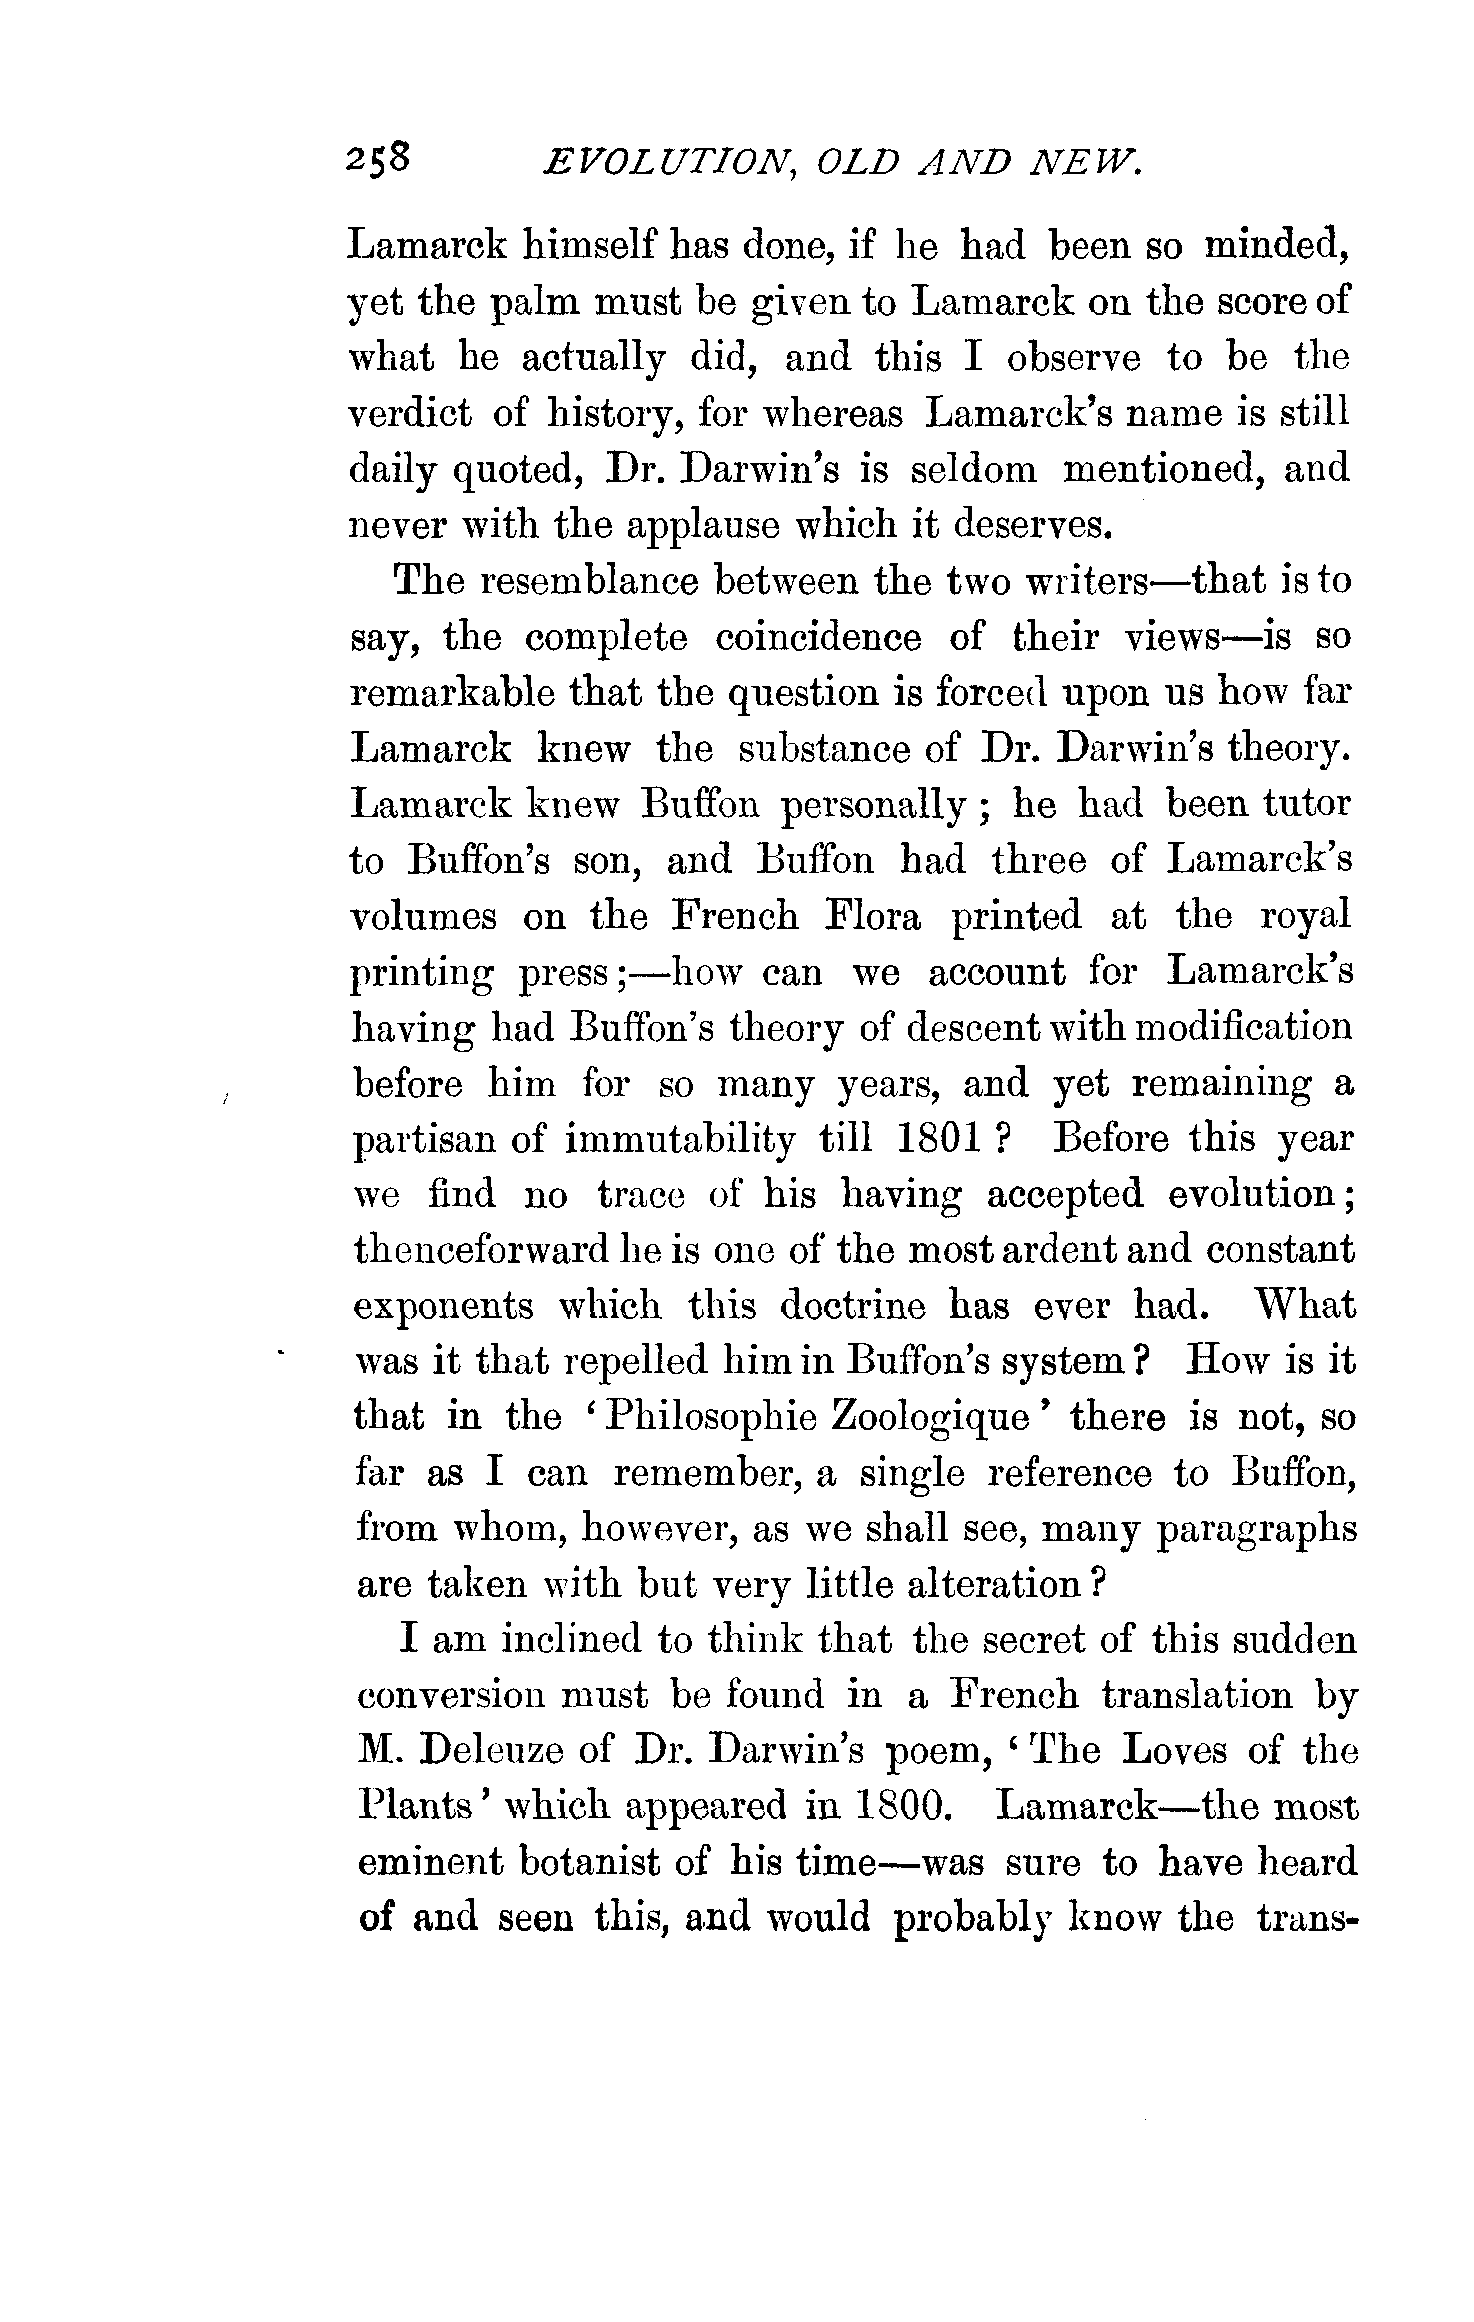 258 EVOLUTION, OLD AND NEW.
Lamarck himself has done, if he had been so minded,
yet the palm must be given to Lamarck on the score of
what he actually did, and this I observe to be the
verdict of history, for whereas Lamarck's name is still
daily quoted, Dr. Darwin's is seldom mentioned, and
never with the applause which it deserves.
The resemblance between the two writers—that is to
say, the complete coincidence of their views—is so
remarkable that the question is forced upon us how far
Lamarck knew the substance of Dr. Darwin's theory.
Lamarck knew Buffon personally; he had been tutor
to Buffon's son, and Buffon had three of Lamarck's
volumes on the French Flora printed at the royal
printing press;—how can we account for Lamarck's
having had Buffon's theory of descent with modification
before him for so many years, and yet remaining a
partisan of immutability till 1801? Before this year
we find no trace of his having accepted evolution;
thenceforward he is one of the most ardent and constant
exponents which this doctrine has ever had. What
was it that repelled him in Buffon's system? How is it
that in the 'Philosophie Zoologique' there is not, so
far as I can remember, a single reference to Buffon,
from whom, however, as we shall see, many paragraphs
are taken with but very little alteration?
I am inclined to think that the secret of this sudden
conversion must be found in a French translation by
M. Deleuze of Dr. Darwin's poem, 'The Loves of the
Plants' which appeared in 1800. Lamarck—the most
eminent botanist of his time—was sure to have heard
of and seen this, and would probably know the trans-